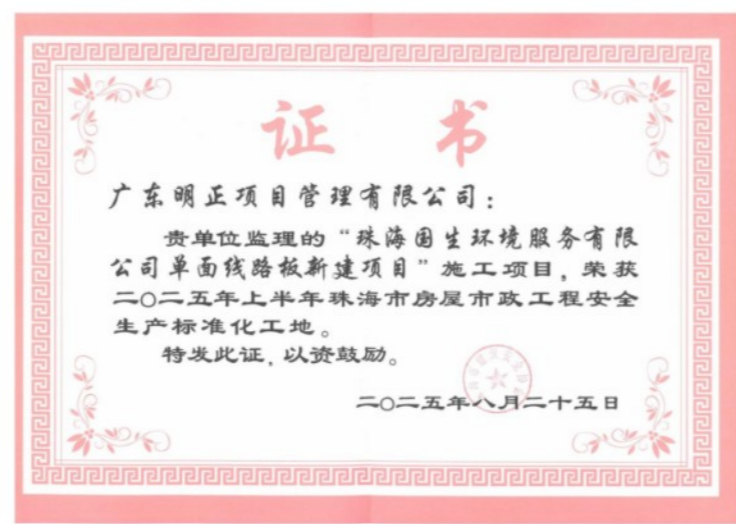 证 书
广东明正项目管理有限公司：
贵单位监理的“珠海国生环境服务有限
公司单面线路板新建项目”施工项目，荣获
二〇二五年上半年珠海市房屋市政工程安全
生产标准化工地。
特发此证，以资鼓励。
二〇二五年八月二十五日